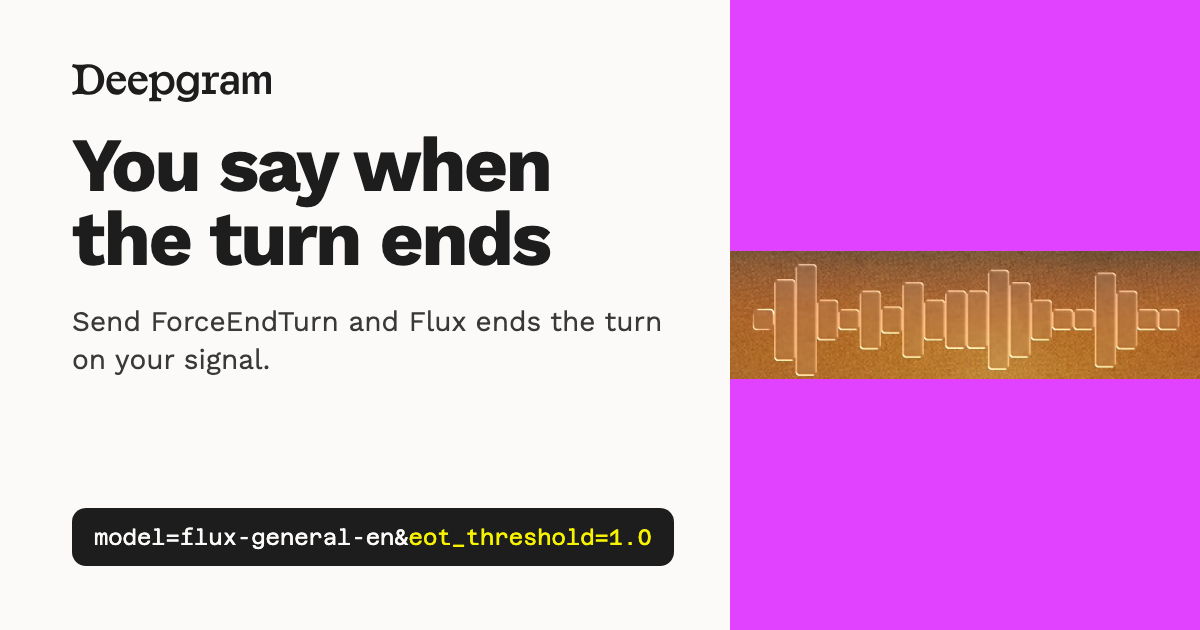 Deepgram
You say when
the turn ends
Send ForceEndTurn and Flux ends the turn
on your signal.
model=flux-general-en&eot_threshold=1.0